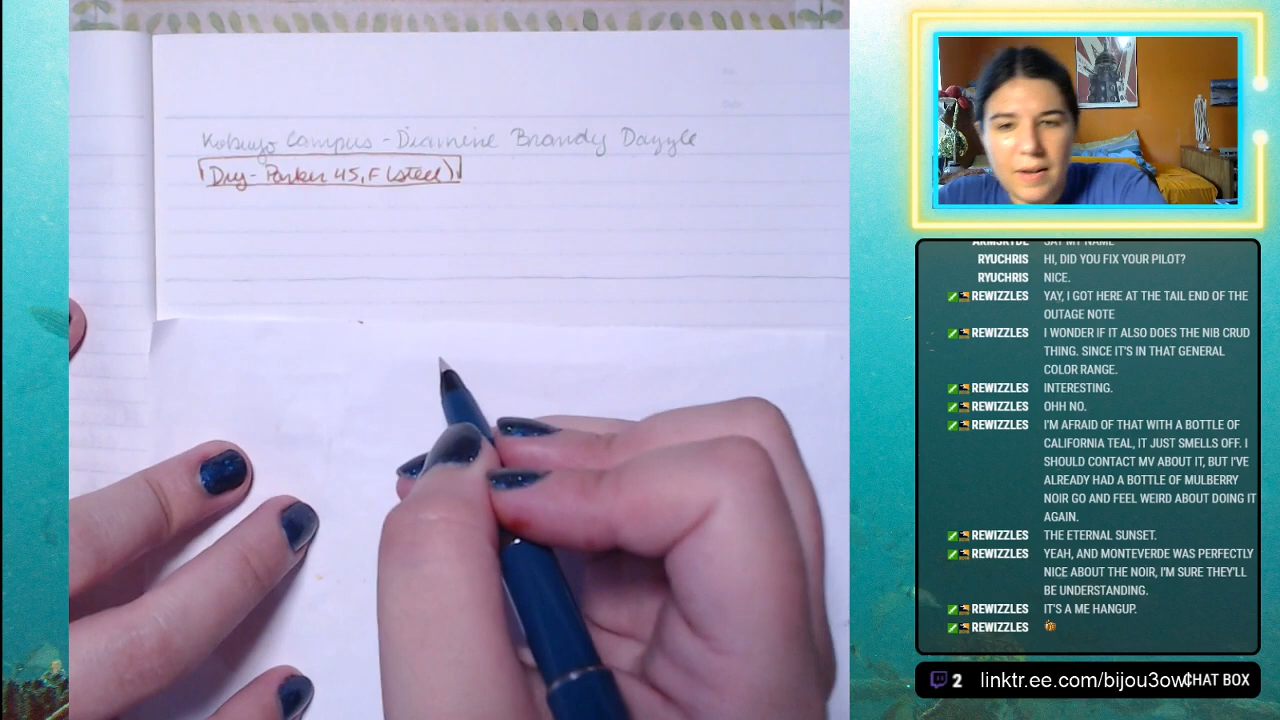 Kokuyo Campus - Diamine Brandy Dazzle
Dry - Parker 45, F (steel)
SAY MY NAME
RYUCHRIS HI, DID YOU FIX YOUR PILOT?
RYUCHRIS NICE.
REWIZZLES YAY, I GOT HERE AT THE TAIL END OF THE
OUTAGE NOTE
REWIZZLES I WONDER IF IT ALSO DOES THE NIB CRUD
THING. SINCE IT'S IN THAT GENERAL
COLOR RANGE.
REWIZZLES INTERESTING.
REWIZZLES OHH NO.
REWIZZLES I'M AFRAID OF THAT WITH A BOTTLE OF
CALIFORNIA TEAL, IT JUST SMELLS OFF. I
SHOULD CONTACT MV ABOUT IT, BUT I'VE
ALREADY HAD A BOTTLE OF MULBERRY
NOIR GO AND FEEL WEIRD ABOUT DOING IT
AGAIN.
REWIZZLES THE ETERNAL SUNSET.
REWIZZLES YEAH, AND MONTEVERDE WAS PERFECTLY
NICE ABOUT THE NOIR, I'M SURE THEY'LL
BE UNDERSTANDING.
REWIZZLES IT'S A ME HANGUP.
REWIZZLES
2 linktr.ee.com/bijou3owl CHAT BOX